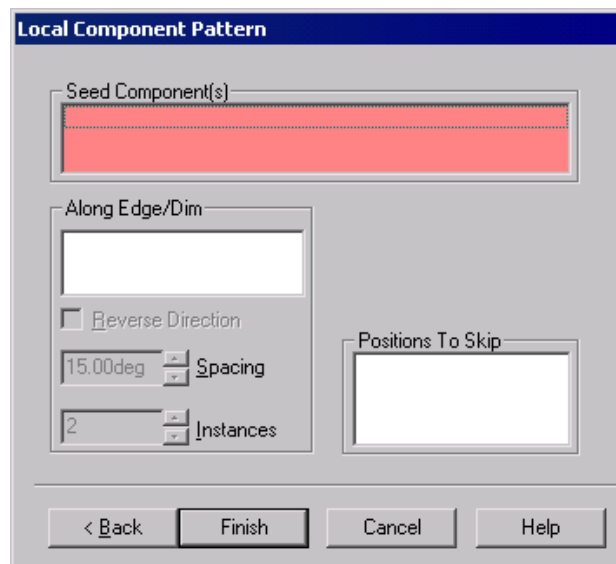 Local Component Pattern
Seed Component(s)
Along Edge/Dim
Reverse Direction
15.00deg Spacing
2 Instances
Positions To Skip
< Back Finish Cancel Help